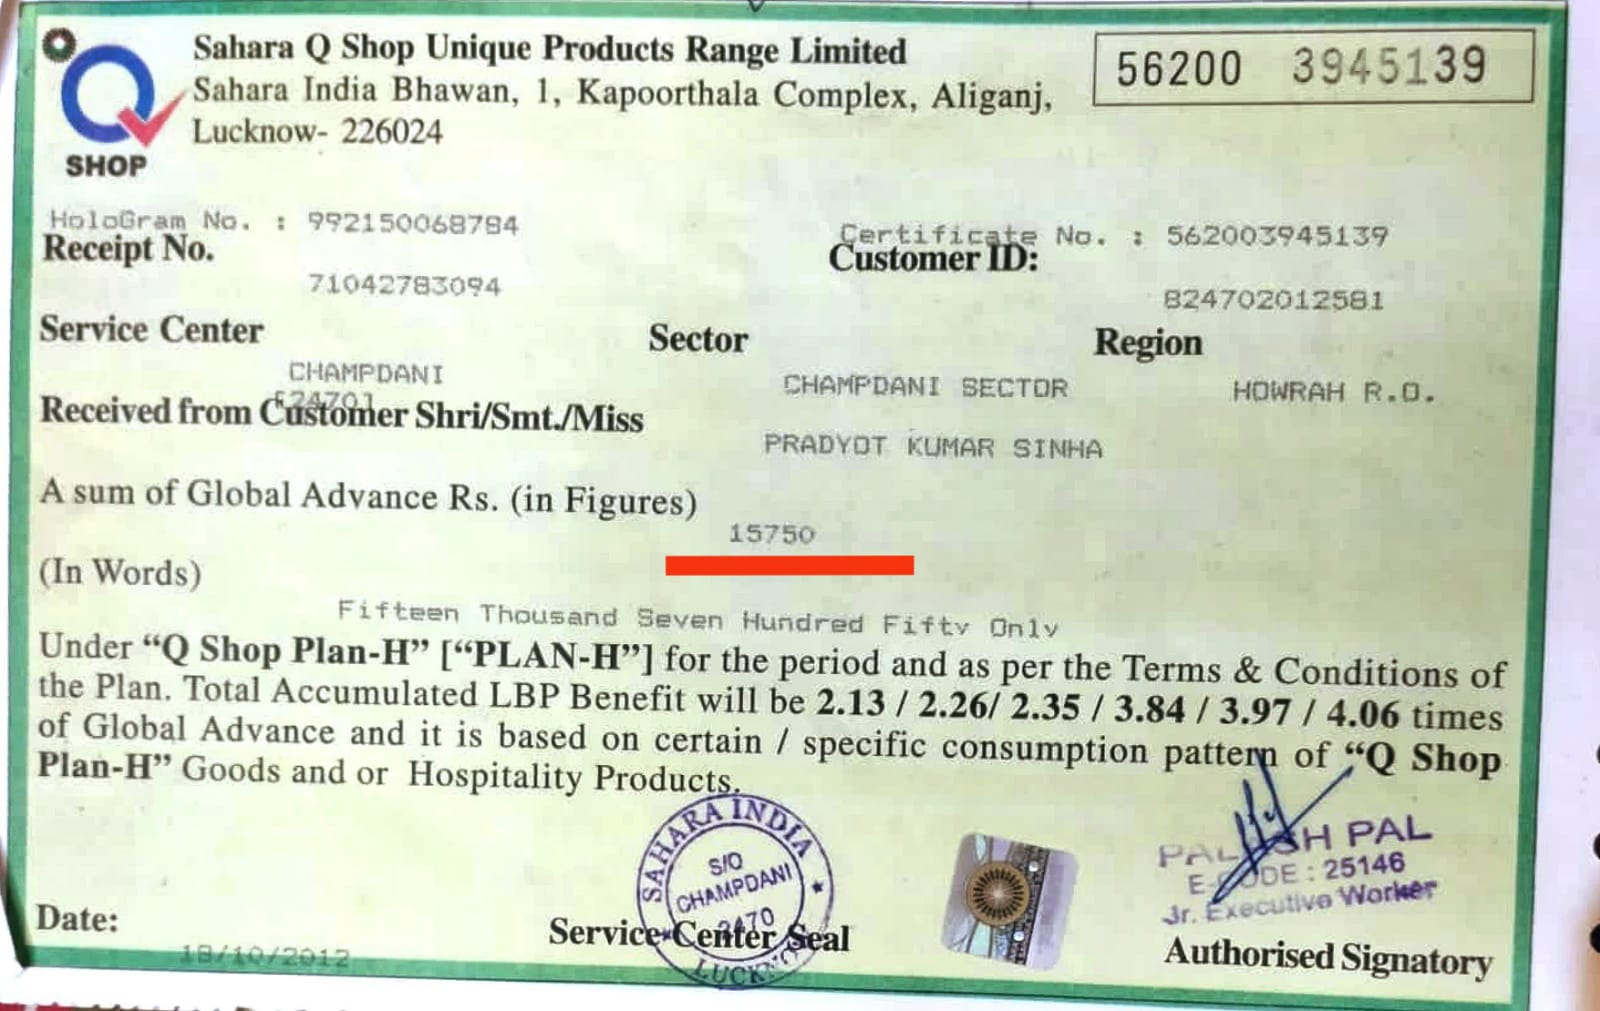 Sahara Q Shop Unique Products Range Limited
Sahara India Bhawan, 1, Kapoorthala Complex, Aliganj,
Lucknow- 226024
56200 3945139
SHOP
HoloGram No. : 992150068784
Certificate No. : 562003945139
Receipt No.
Customer ID:
71042783094
824702012581
Service Center Sector Region
CHAMPDANI
CHAMPDANI SECTOR HOWRAH R.O.
Received from Customer Shri/Smt./Miss
PRADYOT KUMAR SINHA
A sum of Global Advance Rs. (in Figures)
15750
(In Words)
Fifteen Thousand Seven Hundred Fifty Only
Under “Q Shop Plan-H” [“PLAN-H”] for the period and as per the Terms & Conditions of
the Plan. Total Accumulated LBP Benefit will be 2.13 / 2.26/ 2.35 / 3.84 / 3.97 / 4.06 times
of Global Advance and it is based on certain / specific consumption pattern of “Q Shop
Plan-H” Goods and or Hospitality Products.
SAHARA INDIA
S/O
CHAMPDANI
2470
PAL
H PAL
E-CODE : 25146
Jr. Executive Worker
Date:
18/10/2012
Service Center Seal
Authorised Signatory